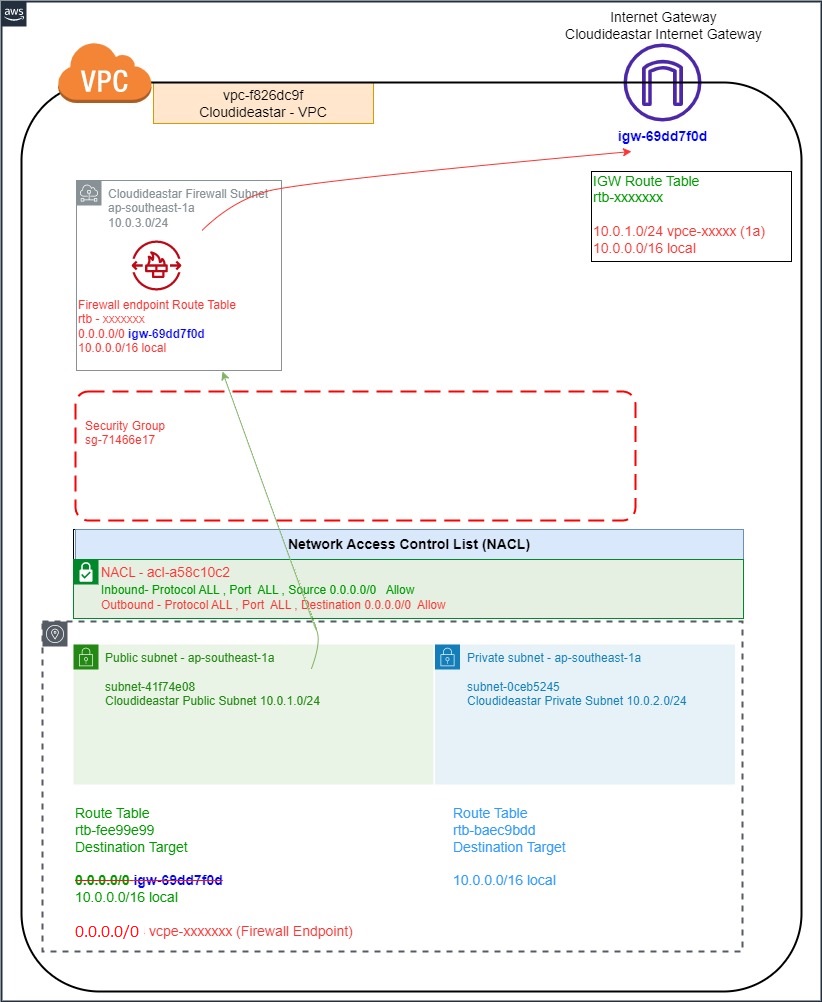 aws
Internet Gateway
Cloudideastar Internet Gateway
VPC
vpc-f826dc9f
Cloudideastar - VPC
igw-69dd7f0d
IGW Route Table
rtb-xxxxxxx
10.0.1.0/24 vpce-xxxxx (1a)
10.0.0.0/16 local
Cloudideastar Firewall Subnet
ap-southeast-1a
10.0.3.0/24
Firewall endpoint Route Table
rtb - xxxxxxx
0.0.0.0/0 igw-69dd7f0d
10.0.0.0/16 local
Security Group
sg-71466e17
Network Access Control List (NACL)
NACL - acl-a58c10c2
Inbound- Protocol ALL , Port ALL , Source 0.0.0.0/0 Allow
Outbound - Protocol ALL , Port ALL , Destination 0.0.0.0/0 Allow
Public subnet - ap-southeast-1a
subnet-41f74e08
Cloudideastar Public Subnet 10.0.1.0/24
Private subnet - ap-southeast-1a
subnet-0ceb5245
Cloudideastar Private Subnet 10.0.2.0/24
Route Table
rtb-fee99e99
Destination Target
0.0.0.0/0 igw-69dd7f0d
10.0.0.0/16 local
0.0.0.0/0 vcpe-xxxxxxx (Firewall Endpoint)
Route Table
rtb-baec9bdd
Destination Target
10.0.0.0/16 local